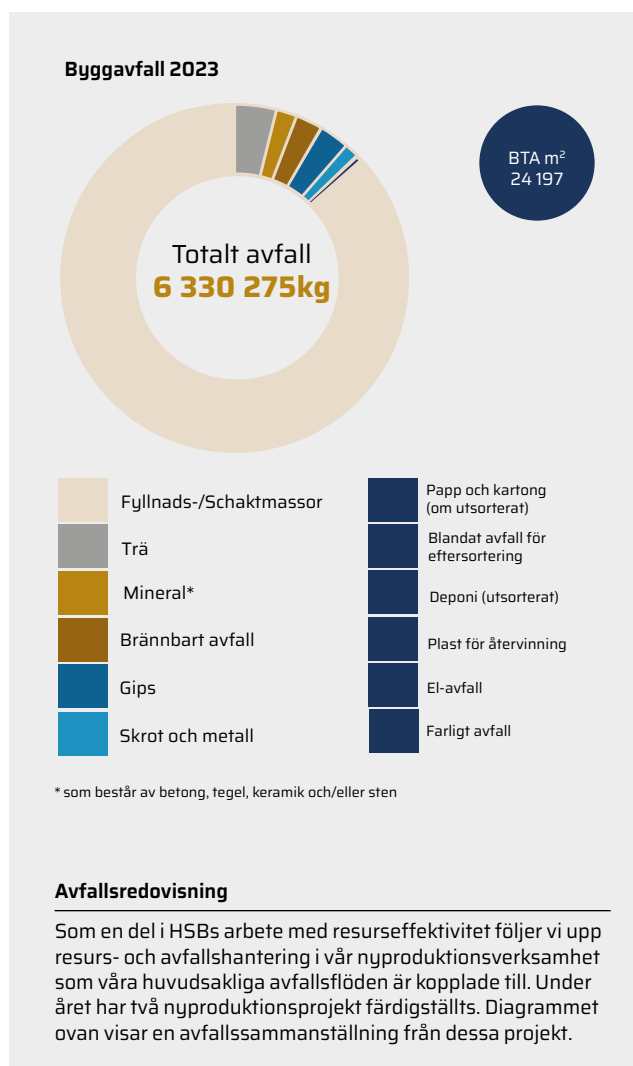 Byggavfall 2023
BTA m²
24 197
Totalt avfall
6 330 275kg
Fyllnads-/Schaktmassor
Trä
Mineral*
Brännbart avfall
Gips
Skrot och metall
Papp och kartong
(om utsorterat)
Blandat avfall för
eftersortering
Deponi (utsorterat)
Plast för återvinning
El-avfall
Farligt avfall
* som består av betong, tegel, keramik och/eller sten
Avfallsredovisning
Som en del i HSBs arbete med resurseffektivitet följer vi upp
resurs- och avfallshantering i vår nyproduktionsverksamhet
som våra huvudsakliga avfallsflöden är kopplade till. Under
året har två nyproduktionsprojekt färdigställts. Diagrammet
ovan visar en avfallssammanställning från dessa projekt.